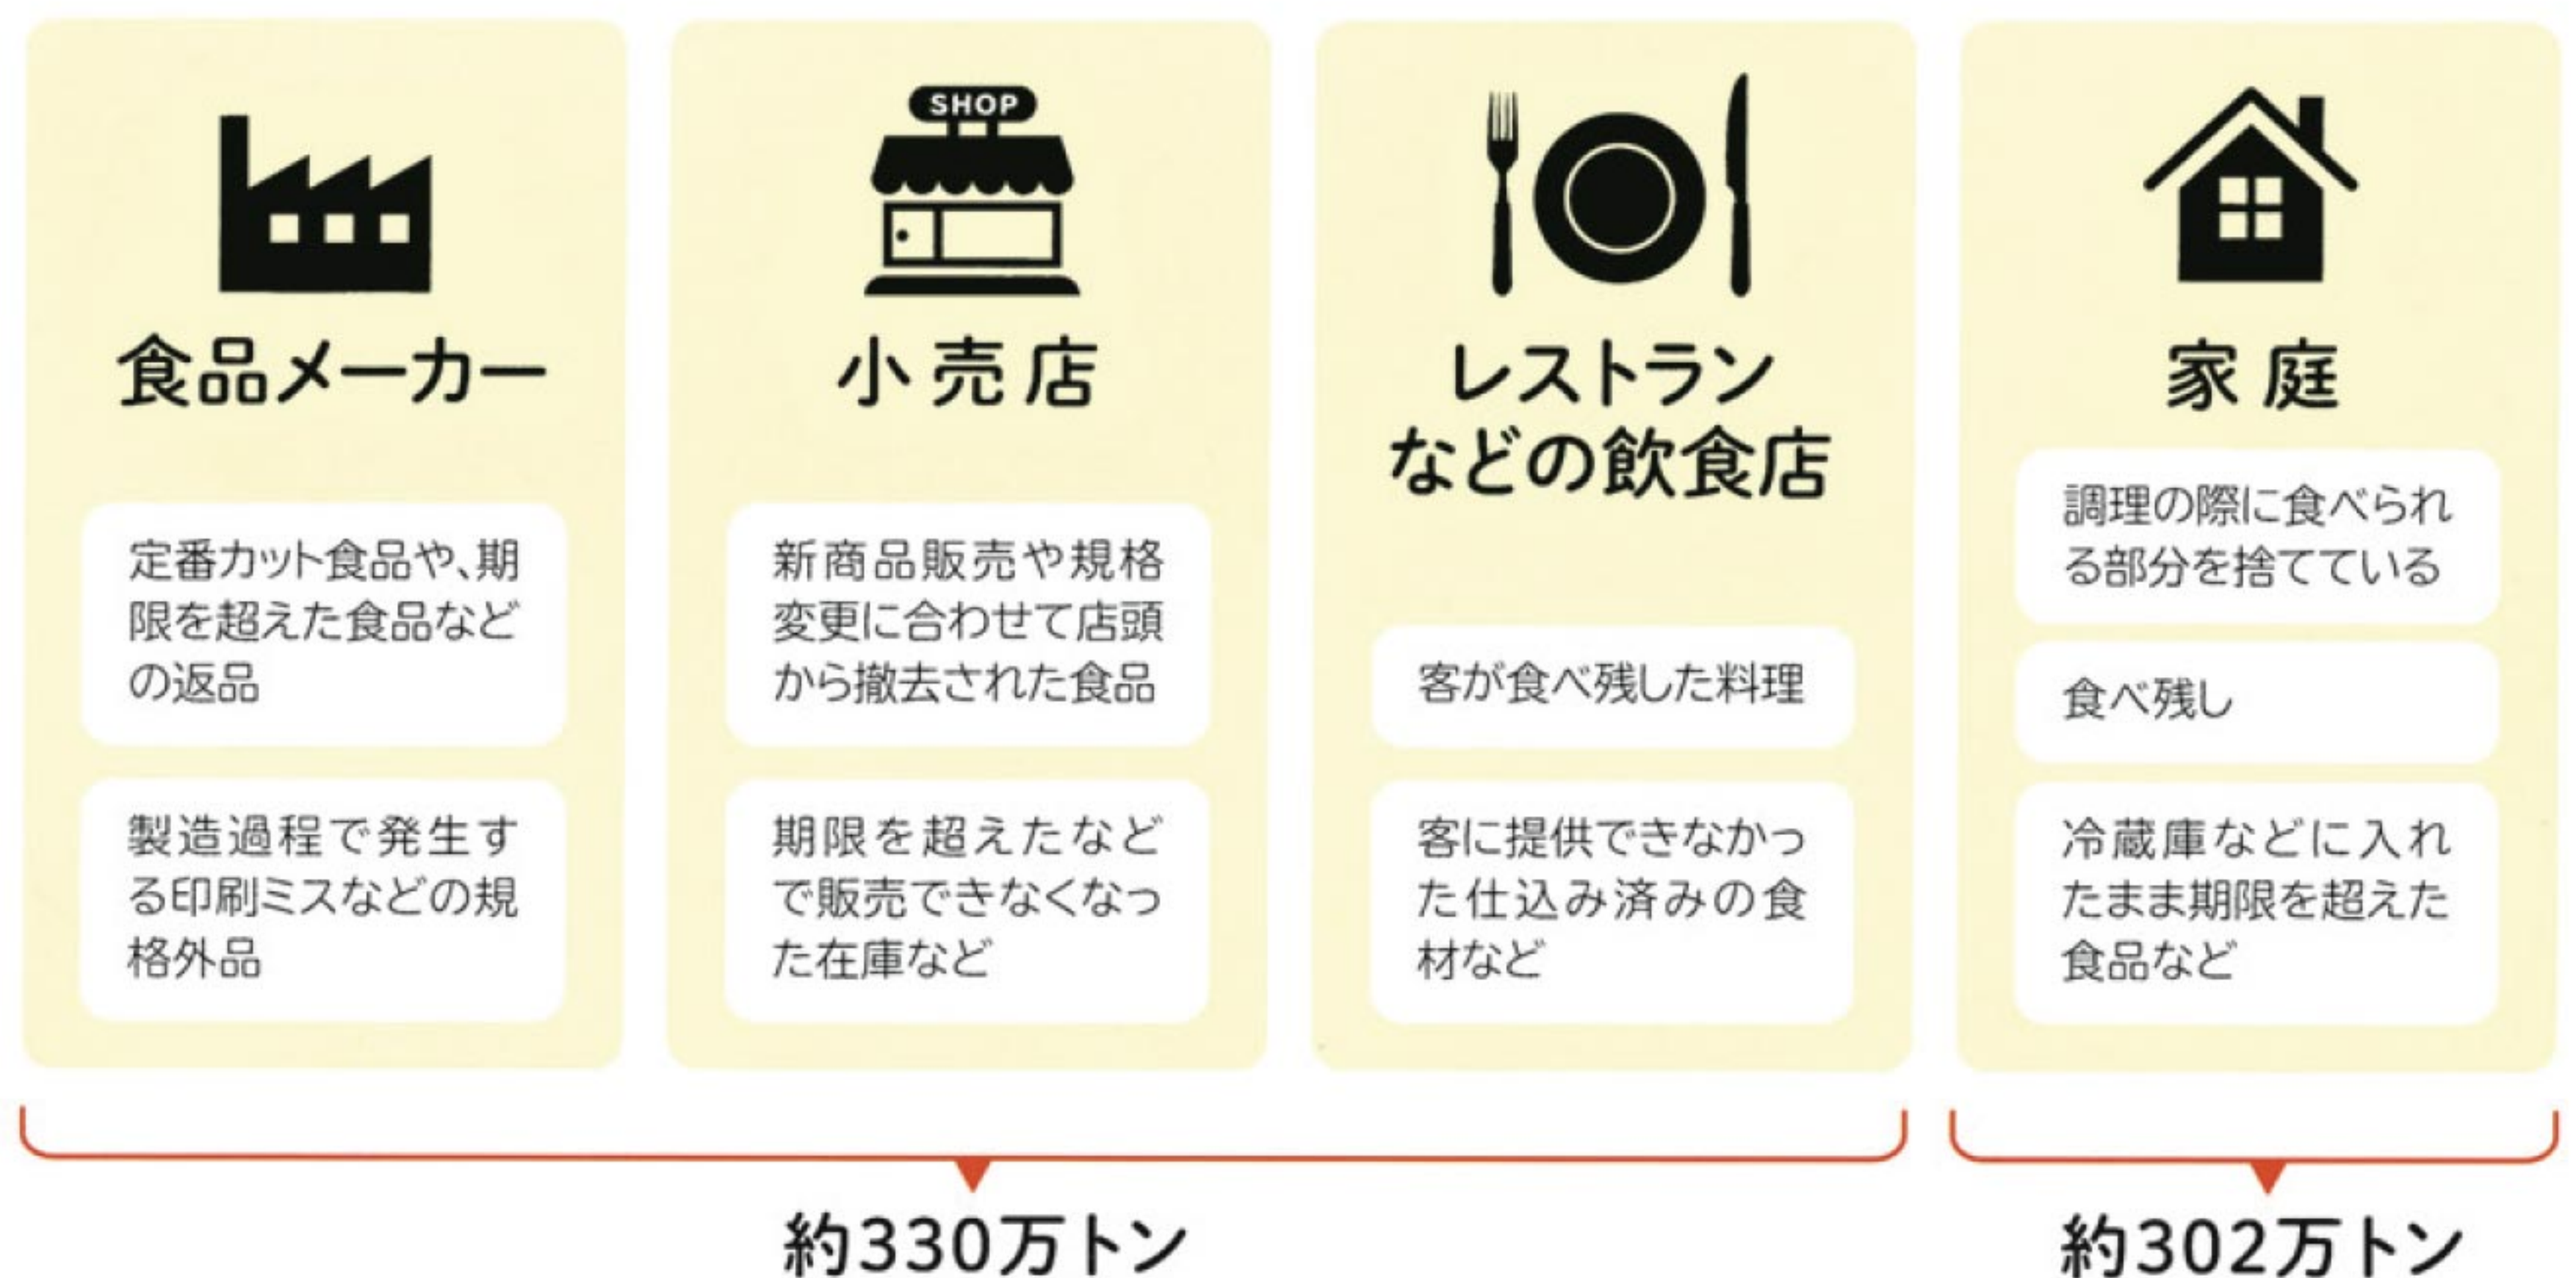 食品メーカー
定番カット食品や、期
限を超えた食品など
の返品
製造過程で発生す
る印刷ミスなどの規
格外品
SHOP
小売店
新商品販売や規格
変更に合わせて店頭
から撤去された食品
期限を超えたなど
で販売できなくなっ
た在庫など
レストラン
などの飲食店
客が食べ残した料理
客に提供できなかっ
た仕込み済みの食
材など
家庭
調理の際に食べられ
る部分を捨てている
食べ残し
冷蔵庫などに入れ
たまま期限を超えた
食品など
約330万トン
約302万トン